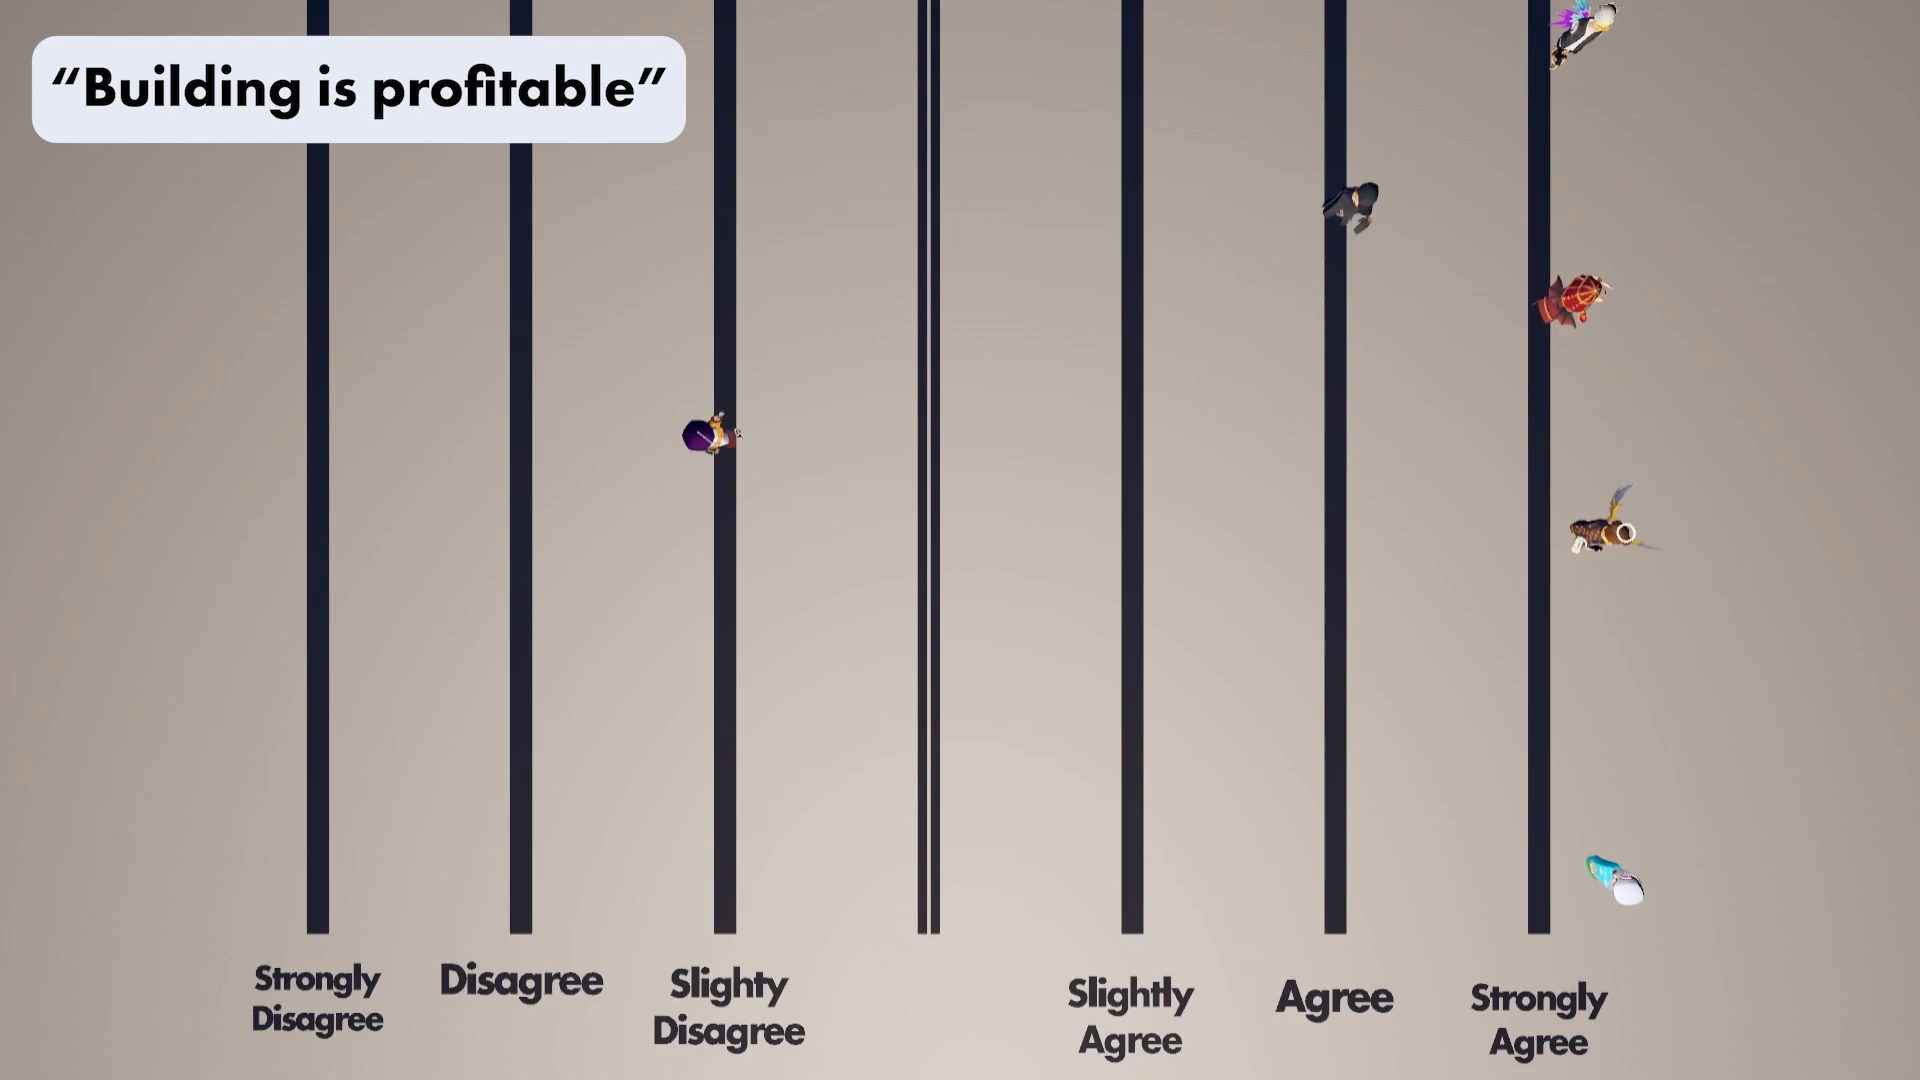 “Building is profitable”
Strongly
Disagree
Disagree
Slighty
Disagree
Slightly
Agree
Agree
Strongly
Agree